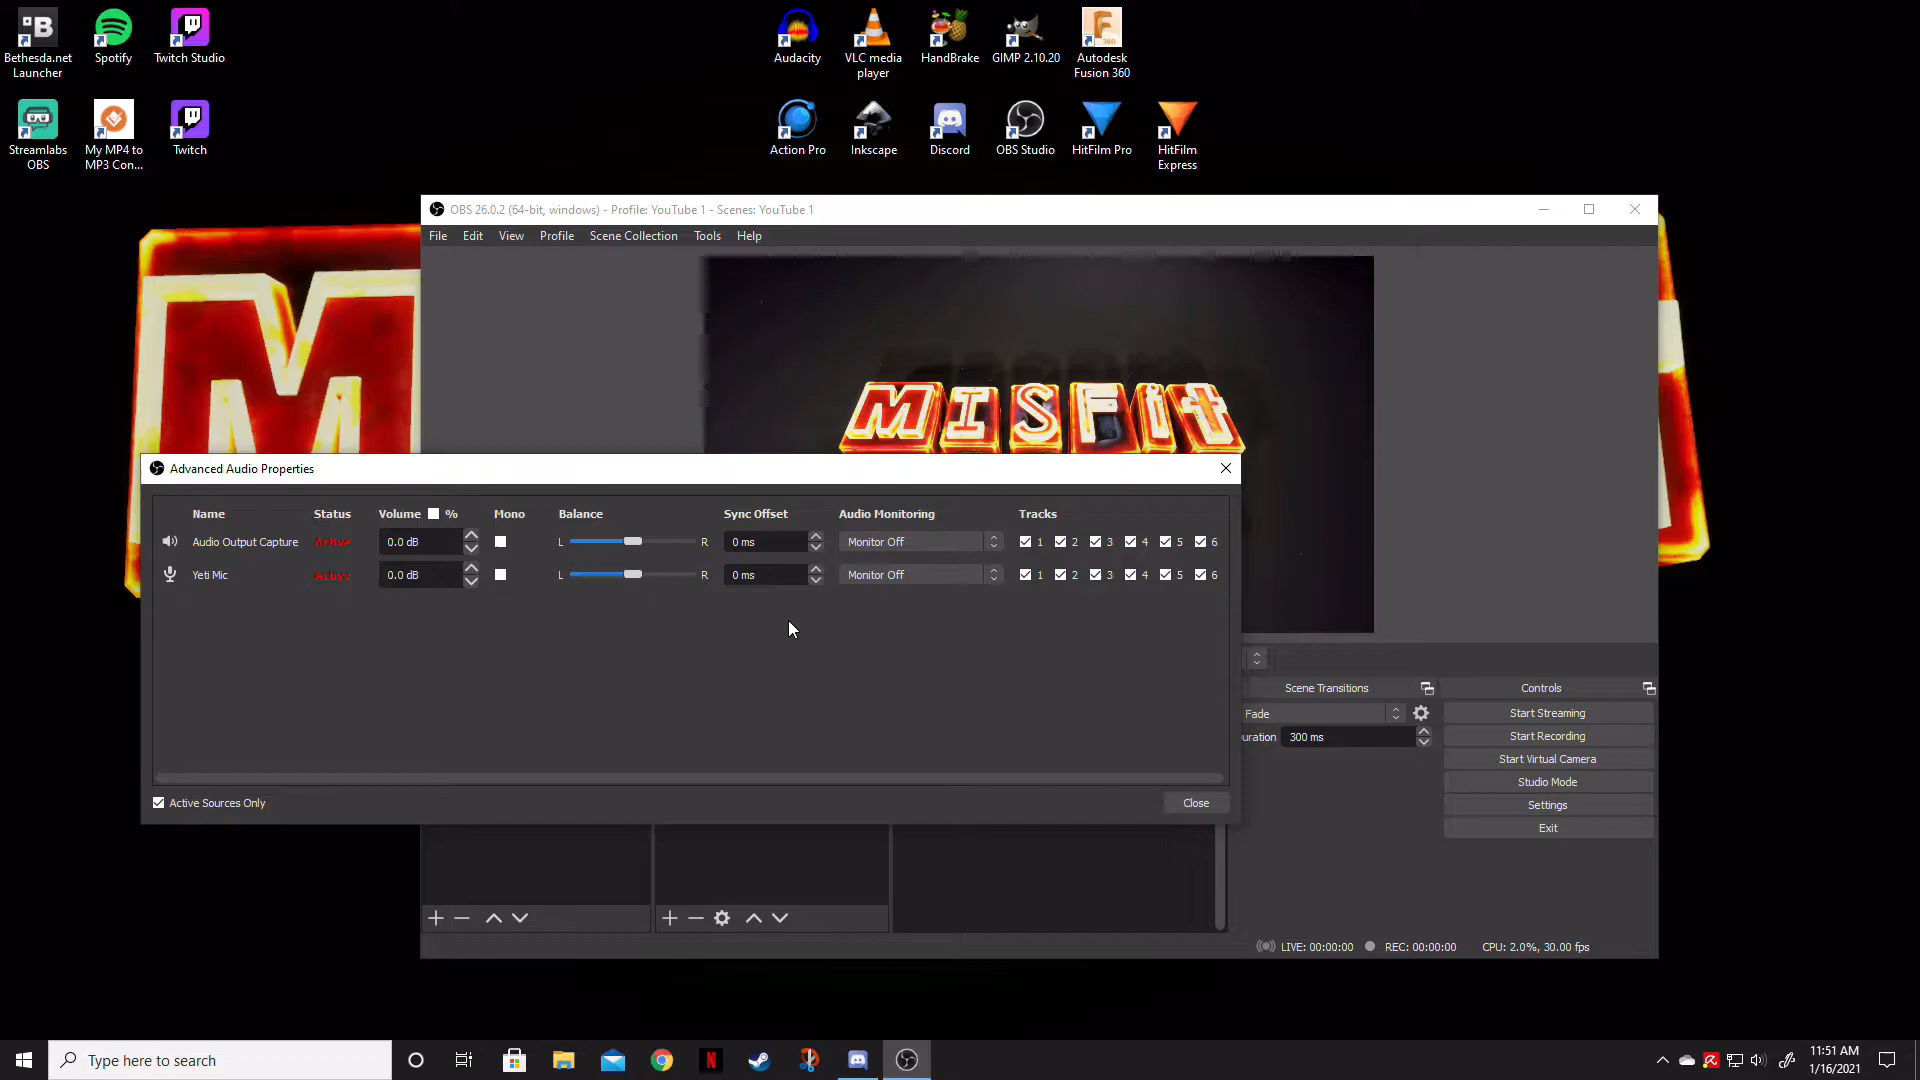 Bethesda.net
Launcher
Spotify
Twitch Studio
Audacity
VLC media
player
HandBrake
GIMP 2.10.20
360
Autodesk
Fusion 360
Streamlabs
OBS
My MP4 to
MP3 Con...
Twitch
Action Pro
Inkscape
Discord
OBS Studio
HitFilm Pro
HitFilm
Express
OBS 26.0.2 (64-bit, windows) - Profile: YouTube 1 - Scenes: YouTube 1
File Edit View Profile Scene Collection Tools Help
M
MISFit
Advanced Audio Properties
Name Status Volume % Mono Balance Sync Offset Audio Monitoring Tracks
Audio Output Capture Active 0.0 dB L R 0 ms Monitor Off 1 2 3 4 5 6
Yeti Mic Active 0.0 dB L R 0 ms Monitor Off 1 2 3 4 5 6
Active Sources Only
Close
Scene Transitions
Fade
uration 300 ms
Controls
Start Streaming
Start Recording
Start Virtual Camera
Studio Mode
Settings
Exit
LIVE: 00:00:00 REC: 00:00:00 CPU: 2.0%, 30.00 fps
Type here to search
11:51 AM
1/16/2021